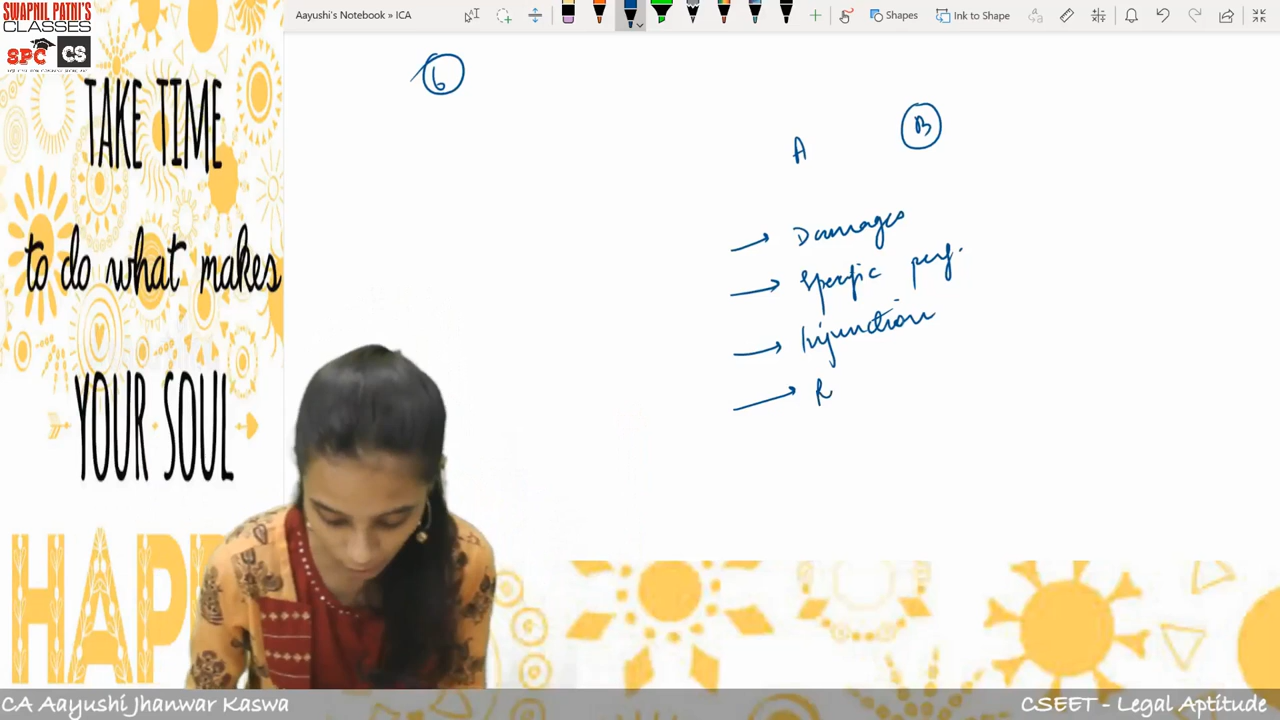 SWAPNIL PATNI'S
CLASSES
SPC CS
Aayushi's Notebook » ICA
Shapes
Ink to Shape
TAKE TIME
to do what makes
YOUR SOUL
HAPP
6
A
B
Damages
Specific perf.
Injunction
R
CA Aayushi Jhanwar Kaswa
CSEET - Legal Aptitude